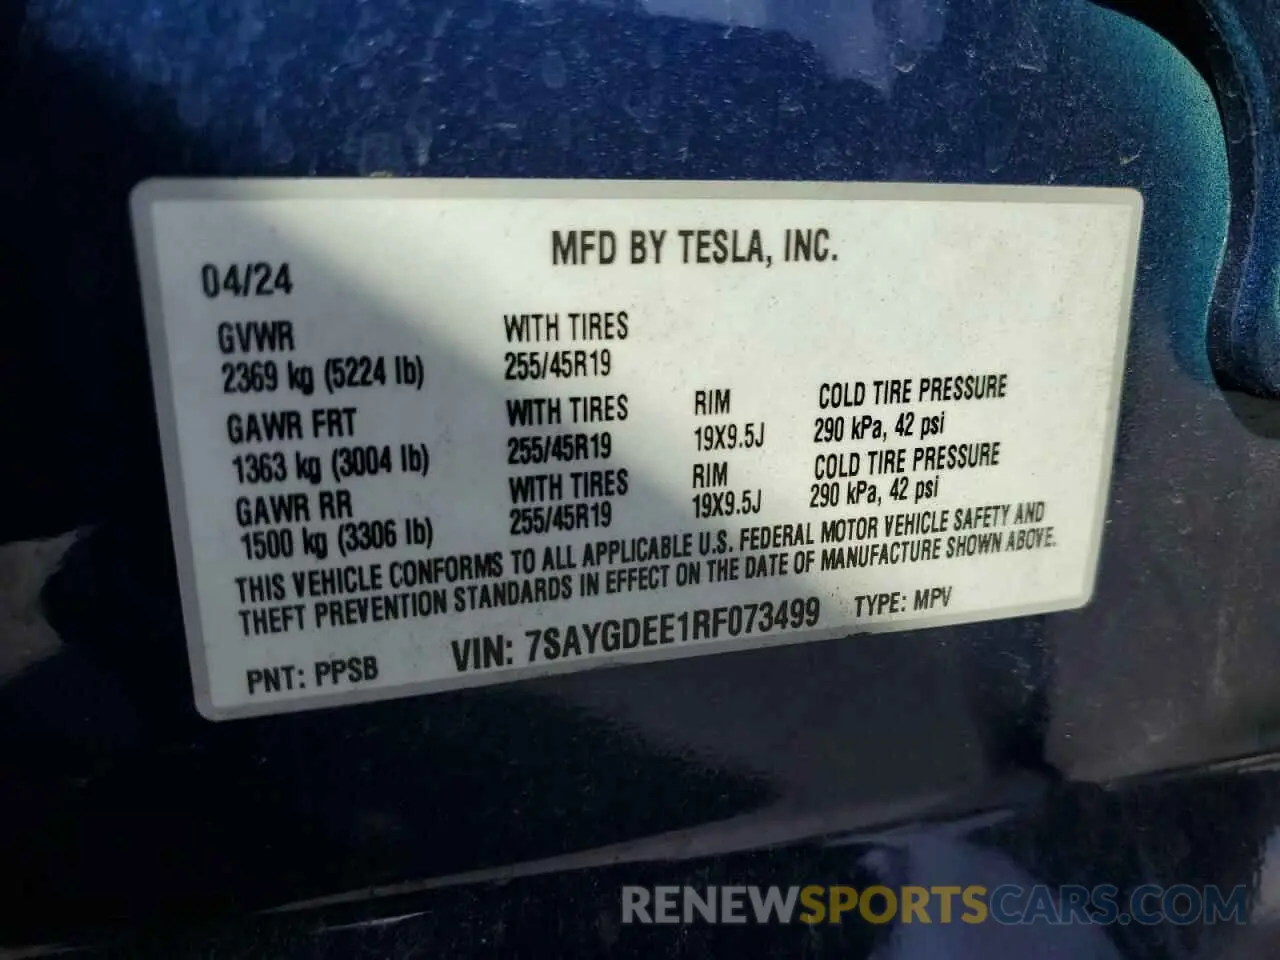 MFD BY TESLA, INC.
04/24
GVWR WITH TIRES
2369 kg (5224 lb) 255/45R19
GAWR FRT WITH TIRES RIM COLD TIRE PRESSURE
1363 kg (3004 lb) 255/45R19 19X9.5J 290 kPa, 42 psi
GAWR RR WITH TIRES RIM COLD TIRE PRESSURE
1500 kg (3306 lb) 255/45R19 19X9.5J 290 kPa, 42 psi
THIS VEHICLE CONFORMS TO ALL APPLICABLE U.S. FEDERAL MOTOR VEHICLE SAFETY AND
THEFT PREVENTION STANDARDS IN EFFECT ON THE DATE OF MANUFACTURE SHOWN ABOVE.
PNT: PPSB VIN: 7SAYGDEE1RF073499 TYPE: MPV
RENEWSPORTSCARS.COM